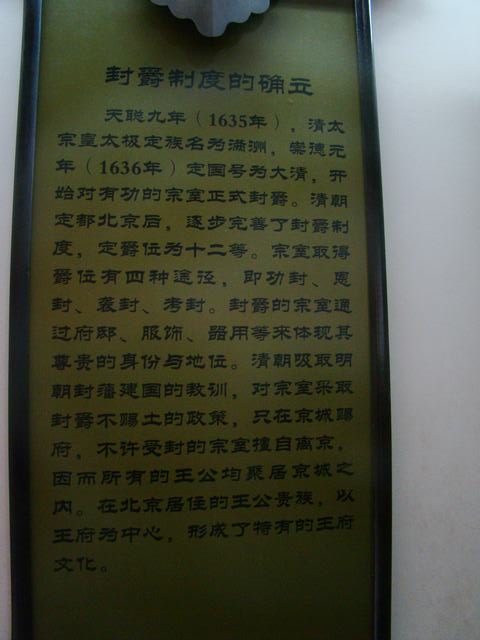 封爵制度的确立
天聪九年（1635年），清太
宗皇太极定族名为满洲，崇德元
年（1636年）定国号为大清，开
始对有功的宗室正式封爵。清朝
定都北京后，逐步完善了封爵制
度，定爵位为十二等。宗室取得
爵位有四种途径，即功封、恩
封、袭封、考封。封爵的宗室通
过府邸、服饰、器用等来体现其
尊贵的身份与地位。清朝吸取明
朝封藩建国的教训，对宗室采取
封爵不赐土的政策，只在京城赐
府，不许受封的宗室擅自离京，
因而所有的王公均聚居京城之
内。在北京居住的王公贵族，以
王府为中心，形成了特有的王府
文化。